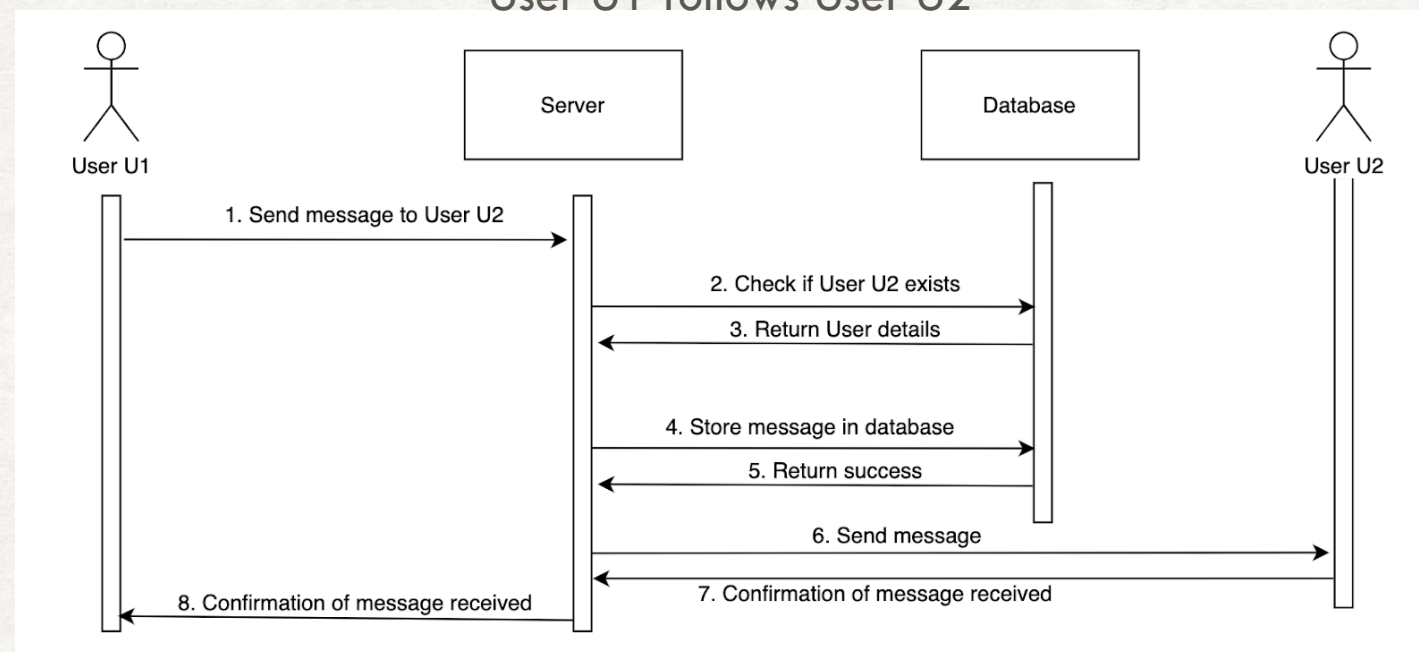 User U1 follows User U2
Server
Database
User U1
User U2
1. Send message to User U2
2. Check if User U2 exists
3. Return User details
4. Store message in database
5. Return success
6. Send message
7. Confirmation of message received
8. Confirmation of message received